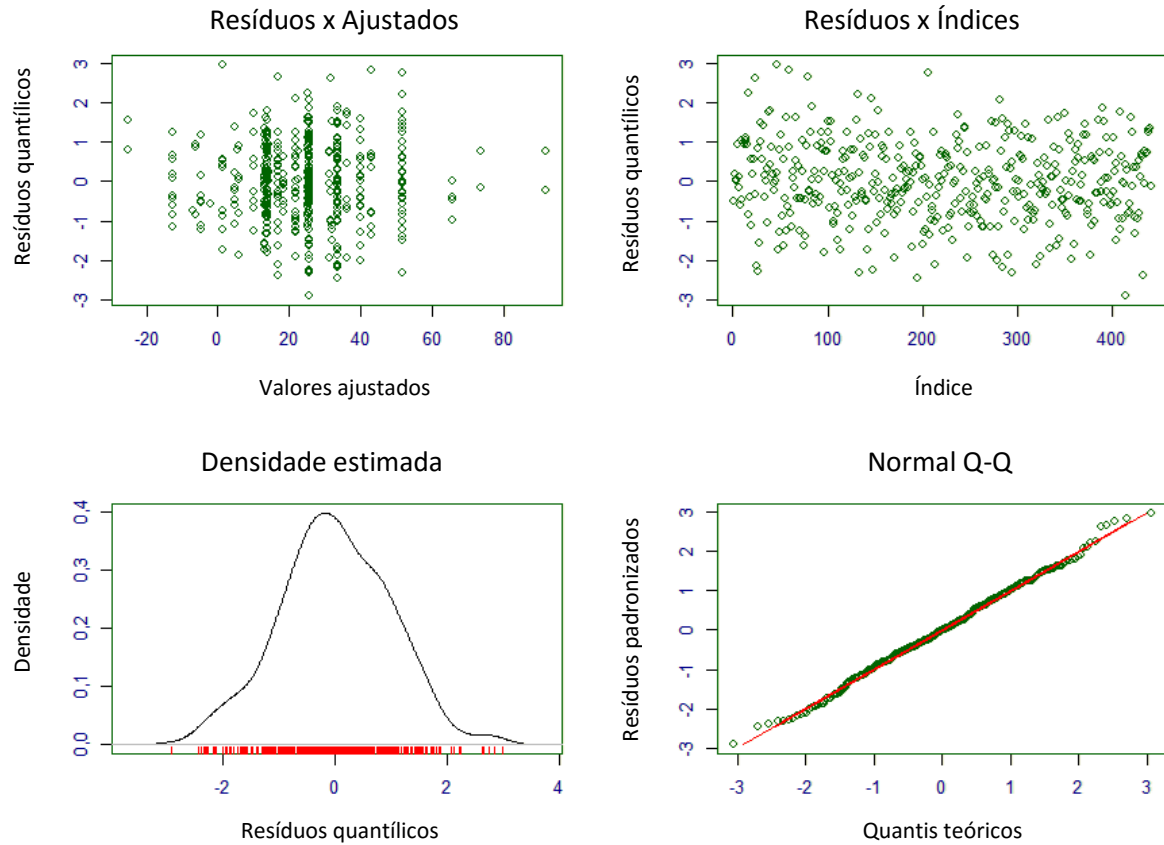 Resíduos x Ajustados
Resíduos quantílicos
3
2
1
0
-1
-2
-3
-20 0 20 40 60 80
Valores ajustados
Resíduos x Índices
Resíduos quantílicos
3
2
1
0
-1
-2
-3
0 100 200 300 400
Índice
Densidade estimada
Densidade
0,4
0,3
0,2
0,1
0,0
-2 0 2 4
Resíduos quantílicos
Normal Q-Q
Resíduos padronizados
3
2
1
0
-1
-2
-3
-3 -2 -1 0 1 2 3
Quantis teóricos